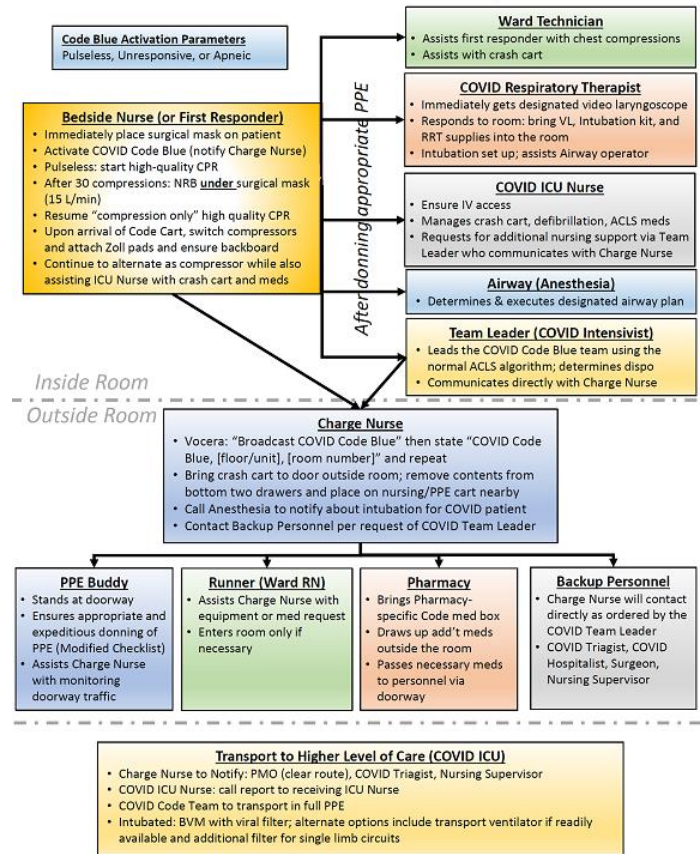 Code Blue Activation Parameters
Pulseless, Unresponsive, or Apneic
Bedside Nurse (or First Responder)
• Immediately place surgical mask on patient
• Activate COVID Code Blue (notify Charge Nurse)
• Pulseless: start high-quality CPR
• After 30 compressions: NRB under surgical mask
(15 L/min)
• Resume “compression only” high quality CPR
• Upon arrival of Code Cart, switch compressors
and attach Zoll pads and ensure backboard
• Continue to alternate as compressor while also
assisting ICU Nurse with crash cart and meds
After donning appropriate PPE
Ward Technician
• Assists first responder with chest compressions
• Assists with crash cart
COVID Respiratory Therapist
• Immediately gets designated video laryngoscope
• Responds to room: bring VL, Intubation kit, and
RRT supplies into the room
• Intubation set up; assists Airway operator
COVID ICU Nurse
• Ensure IV access
• Manages crash cart, defibrillation, ACLS meds
• Requests for additional nursing support via Team
Leader who communicates with Charge Nurse
Airway (Anesthesia)
• Determines & executes designated airway plan
Team Leader (COVID Intensivist)
• Leads the COVID Code Blue team using the
normal ACLS algorithm; determines dispo
• Communicates directly with Charge Nurse
Inside Room
Outside Room
Charge Nurse
• Vocera: “Broadcast COVID Code Blue” then state “COVID Code
Blue, [floor/unit], [room number]” and repeat
• Bring crash cart to door outside room; remove contents from
bottom two drawers and place on nursing/PPE cart nearby
• Call Anesthesia to notify about intubation for COVID patient
• Contact Backup Personnel per request of COVID Team Leader
PPE Buddy
• Stands at doorway
• Ensures appropriate and
expeditious donning of
PPE (Modified Checklist)
• Assists Charge Nurse
with monitoring
doorway traffic
Runner (Ward RN)
• Assists Charge Nurse with
equipment or med request
• Enters room only if
necessary
Pharmacy
• Brings Pharmacy-
specific Code med box
• Draws up add’t meds
outside the room
• Passes necessary meds
to personnel via
doorway
Backup Personnel
• Charge Nurse will contact
directly as ordered by the
COVID Team Leader
• COVID Triagist, COVID
Hospitalist, Surgeon,
Nursing Supervisor
Transport to Higher Level of Care (COVID ICU)
• Charge Nurse to Notify: PMO (clear route), COVID Triagist, Nursing Supervisor
• COVID ICU Nurse: call report to receiving ICU Nurse
• COVID Code Team to transport in full PPE
• Intubated: BVM with viral filter; alternate options include transport ventilator if readily
available and additional filter for single limb circuits